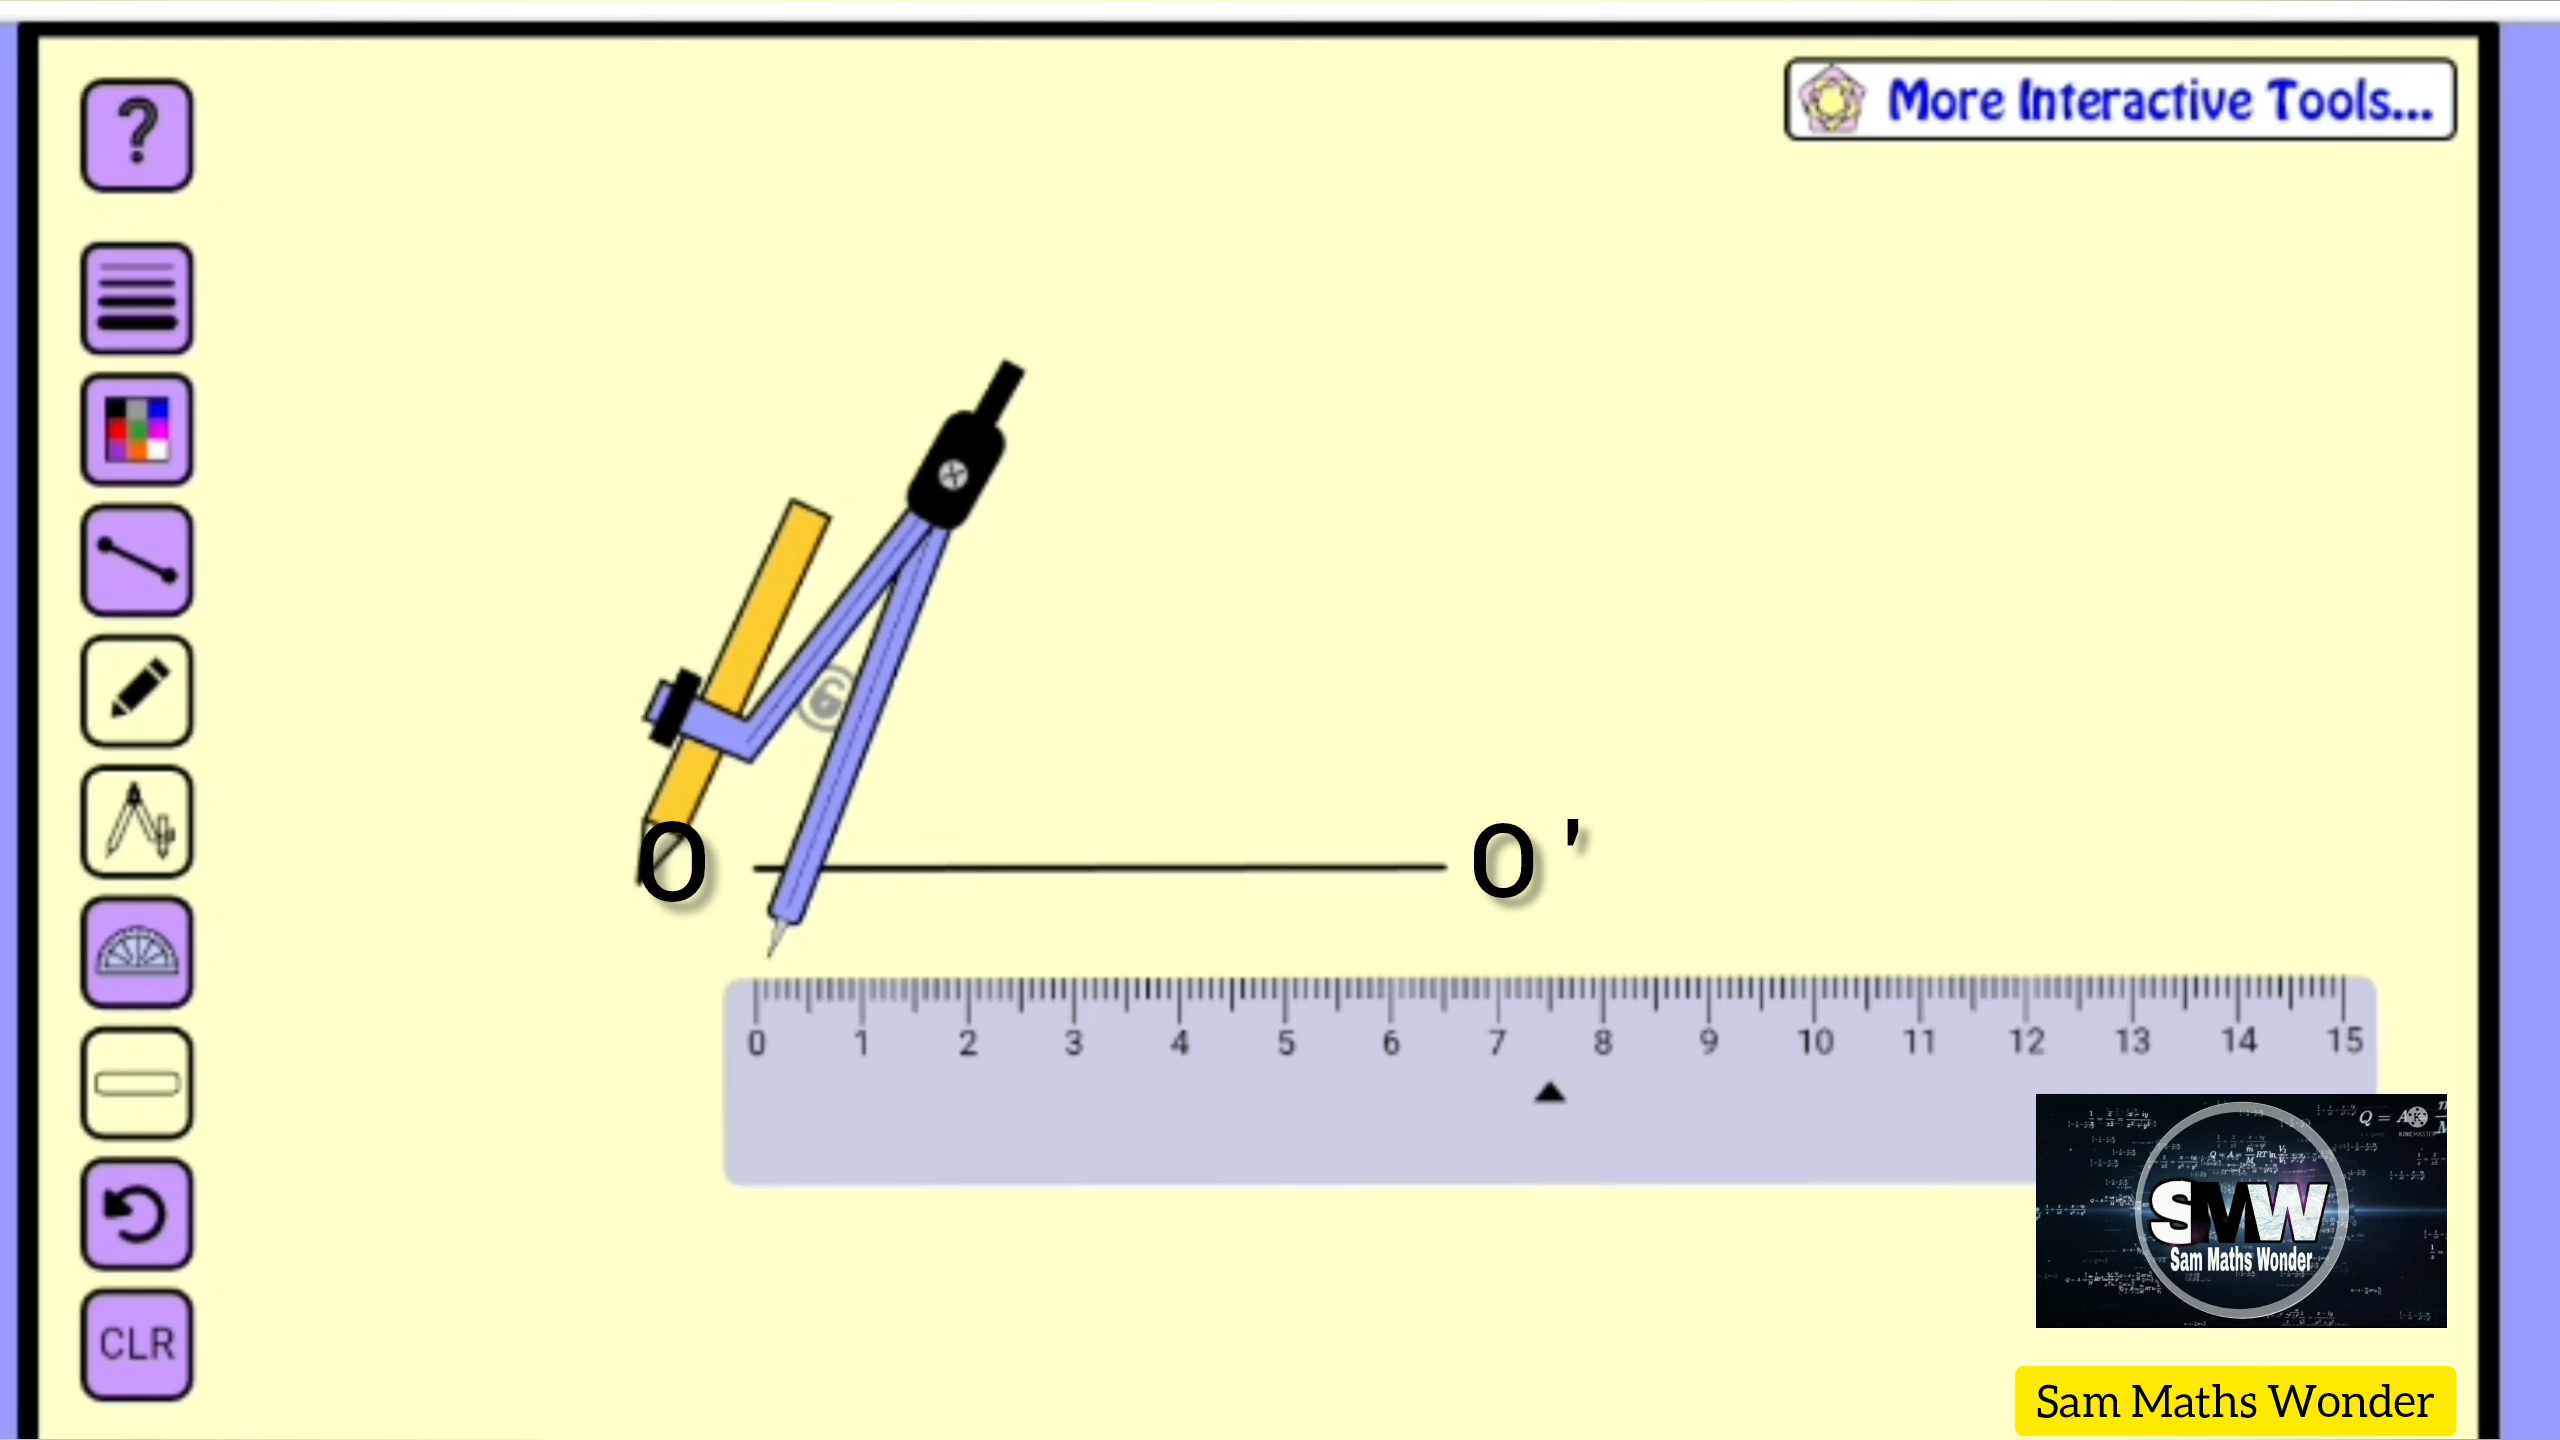 ?
More Interactive Tools...
O
O '
0 1 2 3 4 5 6 7 8 9 10 11 12 13 14 15
CLR
SMW
Sam Maths Wonder
KINEMASTER
Sam Maths Wonder